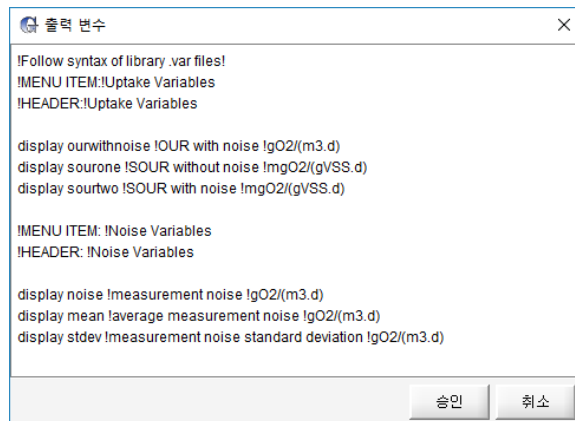 출력 변수
!Follow syntax of library .var files!
!MENU ITEM:!Uptake Variables
!HEADER:!Uptake Variables
display ourwithnoise !OUR with noise !gO2/(m3.d)
display sourone !SOUR without noise !mgO2/(gVSS.d)
display sourtwo !SOUR with noise !mgO2/(gVSS.d)
!MENU ITEM: !Noise Variables
!HEADER: !Noise Variables
display noise !measurement noise !gO2/(m3.d)
display mean !average measurement noise !gO2/(m3.d)
display stdev !measurement noise standard deviation !gO2/(m3.d)
승인 취소